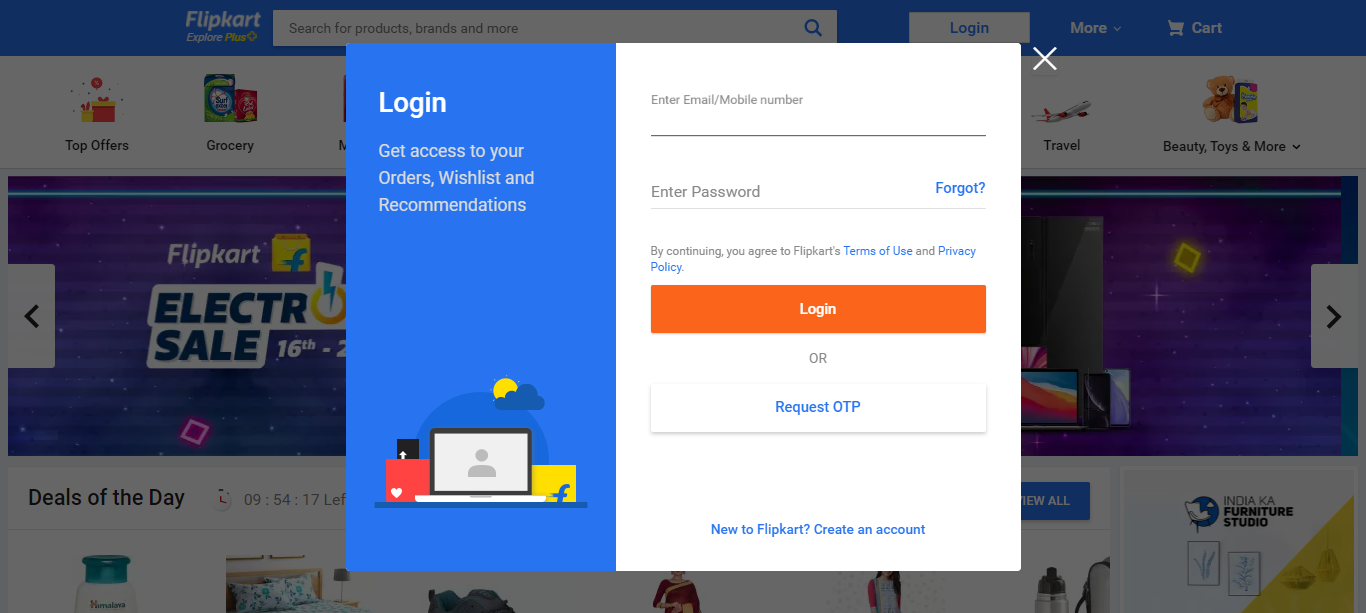 Flipkart
Explore Plus
Search for products, brands and more
Login
More
Cart
Top Offers
Grocery
Travel
Beauty, Toys & More
Login
Get access to your
Orders, Wishlist and
Recommendations
Enter Email/Mobile number
Enter Password
Forgot?
By continuing, you agree to Flipkart's Terms of Use and Privacy
Policy.
Login
OR
Request OTP
New to Flipkart? Create an account
Flipkart
ELECTR
SALE
16th - 2
Deals of the Day
09 : 54 : 17 Lef
VIEW ALL
INDIA KA
FURNITURE
STUDIO
Himalaya